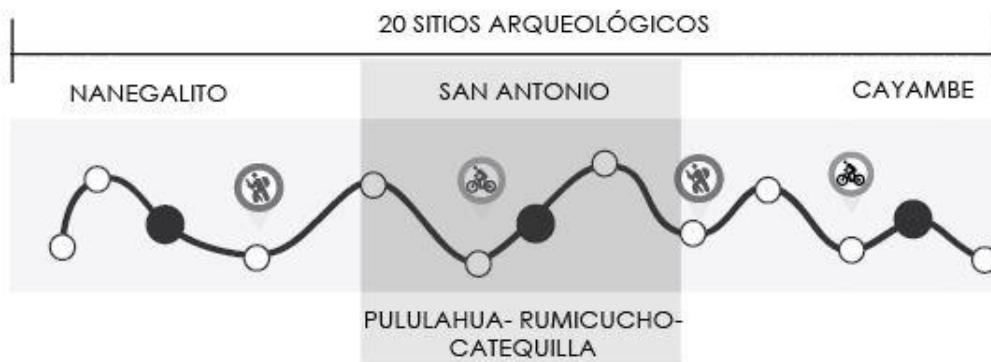 20 SITIOS ARQUEOLÓGICOS
NANEGALITO
SAN ANTONIO
CAYAMBE
PULULAHUA- RUMICUCHO-
CATEQUILLA